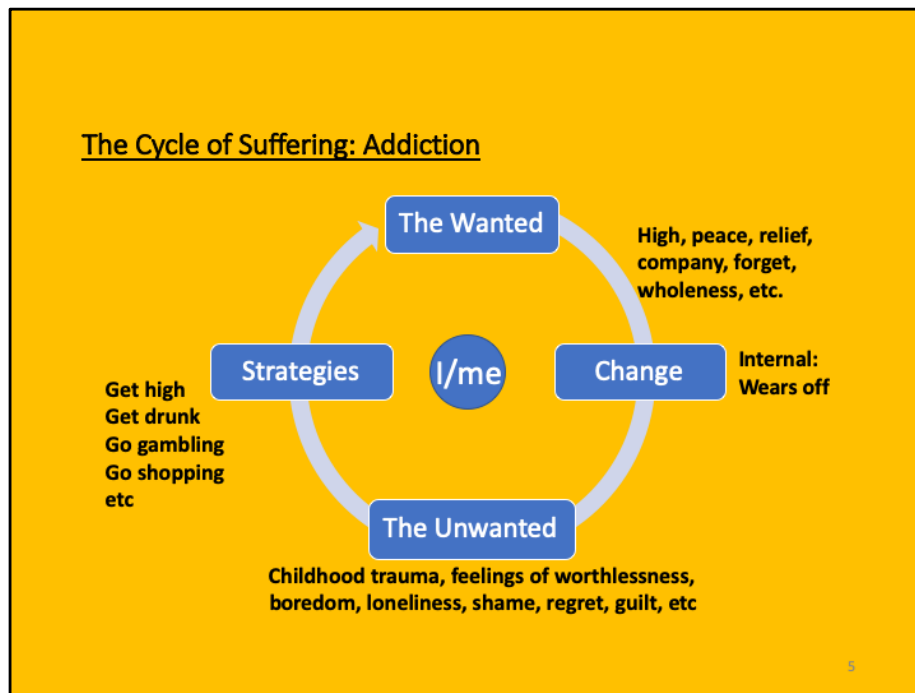 The Cycle of Suffering: Addiction
The Wanted
High, peace, relief,
company, forget,
wholeness, etc.
Strategies
I/me
Change
Internal:
Wears off
Get high
Get drunk
Go gambling
Go shopping
etc
The Unwanted
Childhood trauma, feelings of worthlessness,
boredom, loneliness, shame, regret, guilt, etc
5